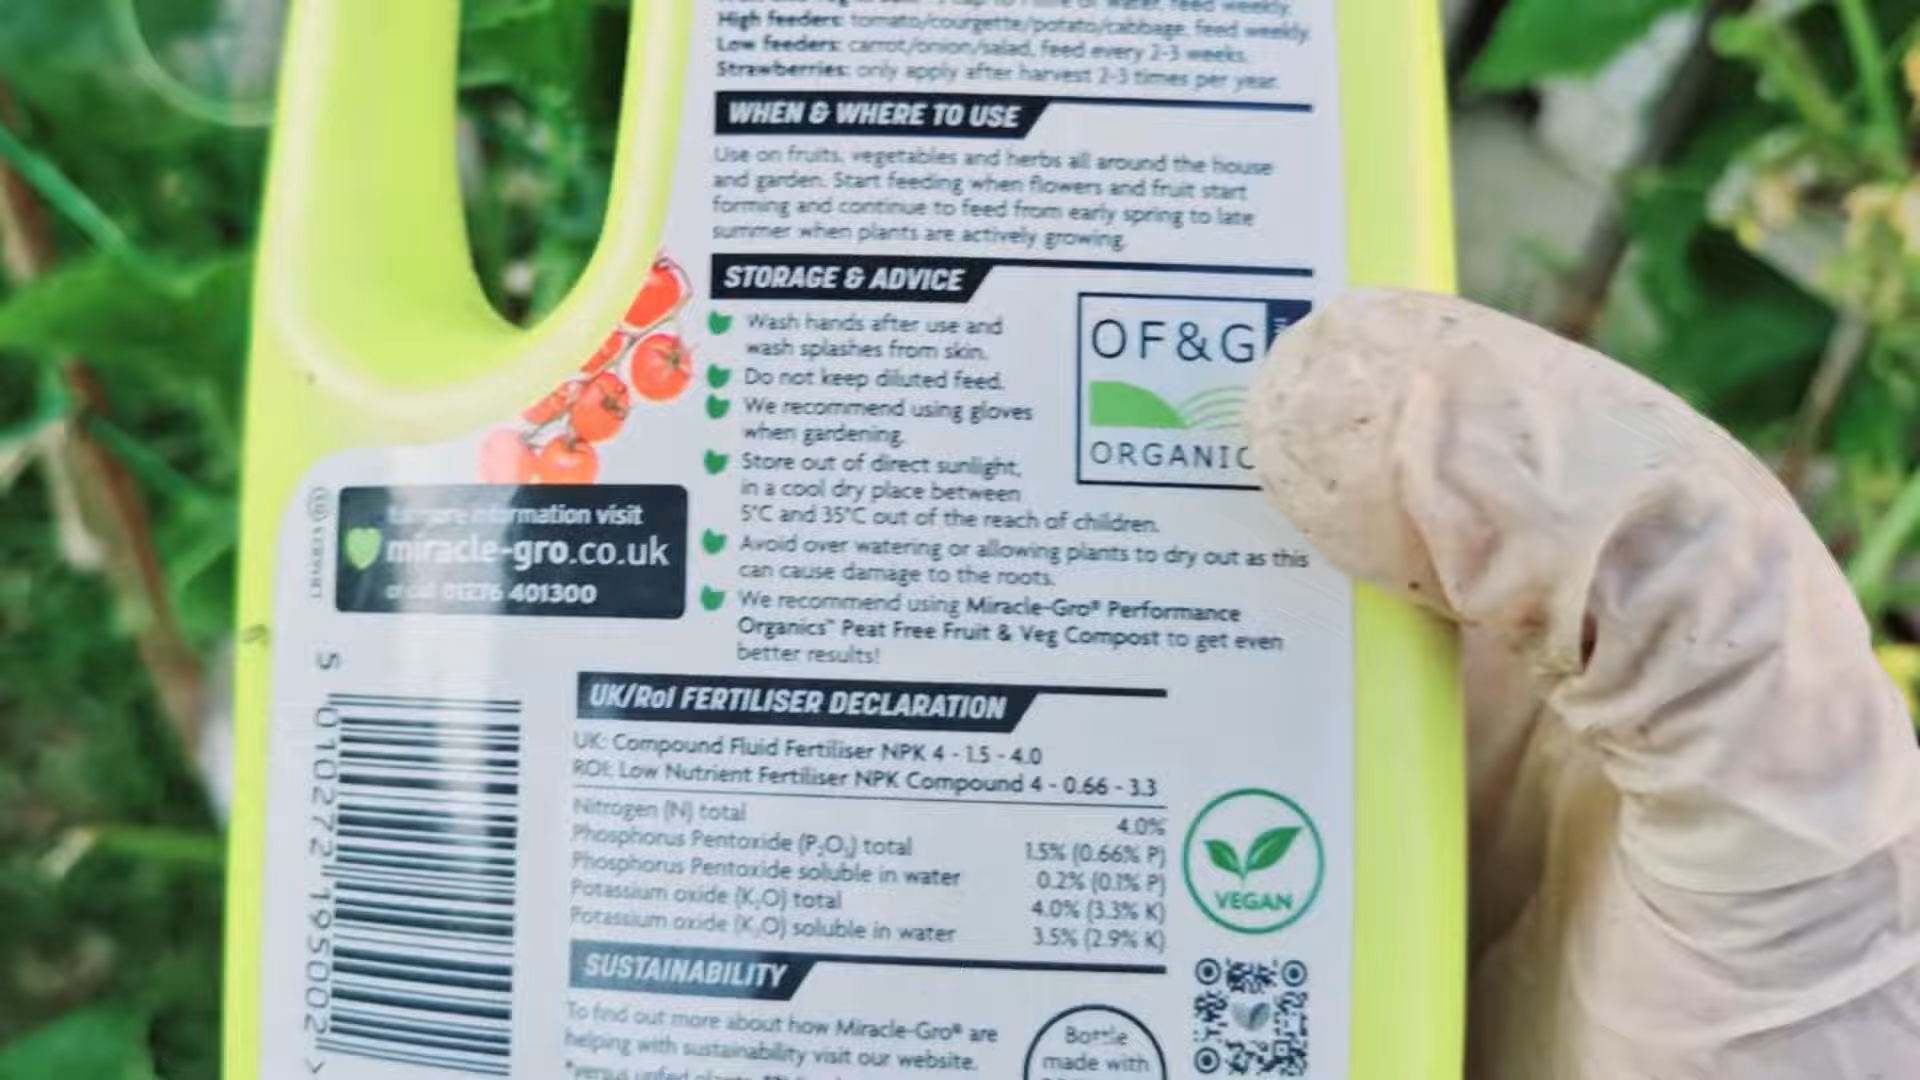 High feeders: tomato/courgette/potato/cabbage, feed weekly.
Low feeders: carrot/onion/salad, feed every 2-3 weeks.
Strawberries: only apply after harvest 2-3 times per year.
WHEN & WHERE TO USE
Use on fruits, vegetables and herbs all around the house
and garden. Start feeding when flowers and fruit start
forming and continue to feed from early spring to late
summer when plants are actively growing.
STORAGE & ADVICE
Wash hands after use and
wash splashes from skin.
Do not keep diluted feed.
We recommend using gloves
when gardening.
Store out of direct sunlight,
in a cool dry place between
5°C and 35°C out of the reach of children.
Avoid over watering or allowing plants to dry out as this
can cause damage to the roots.
We recommend using Miracle-Gro® Performance
Organics™ Peat Free Fruit & Veg Compost to get even
better results!
OF&G
ORGANIC
for more information visit
miracle-gro.co.uk
or call 01276 401300
UK/RoI FERTILISER DECLARATION
UK: Compound Fluid Fertiliser NPK 4 - 1.5 - 4.0
ROI: Low Nutrient Fertiliser NPK Compound 4 - 0.66 - 3.3
Nitrogen (N) total 4.0%
Phosphorus Pentoxide (P₂O₅) total 1.5% (0.66% P)
Phosphorus Pentoxide soluble in water 0.2% (0.1% P)
Potassium oxide (K₂O) total 4.0% (3.3% K)
Potassium oxide (K₂O) soluble in water 3.5% (2.9% K)
VEGAN
SUSTAINABILITY
To find out more about how Miracle-Gro® are
helping with sustainability visit our website.
Bottle
made with
5 010272 195002 >